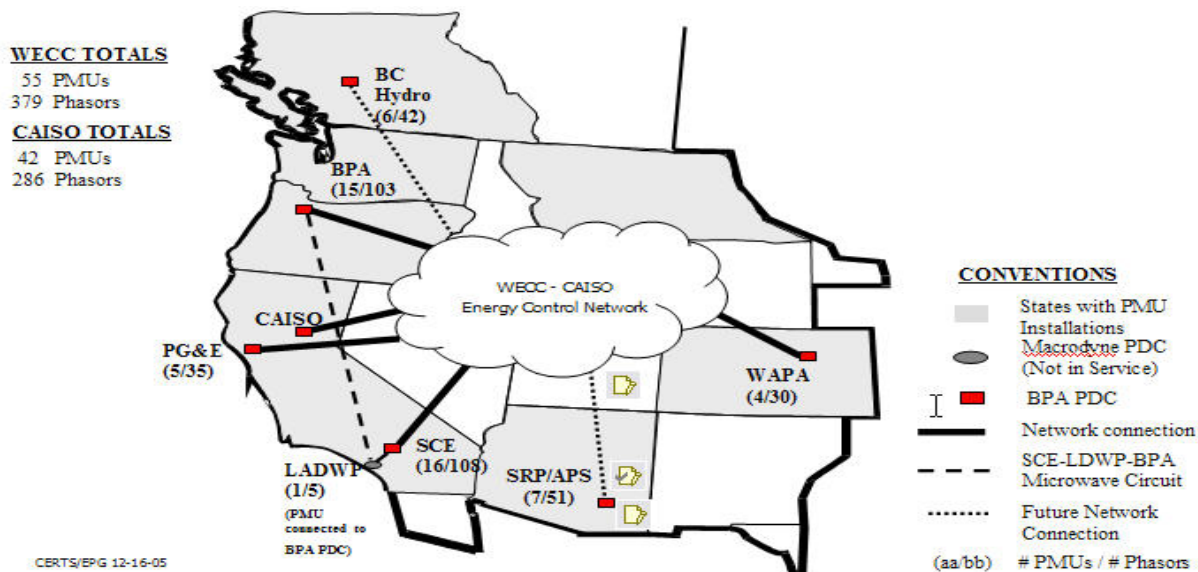 WECC TOTALS
55 PMUs
379 Phasors
CAISO TOTALS
42 PMUs
286 Phasors
BC
Hydro
(6/42)
BPA
(15/103
WECC - CAISO
Energy Control Network
CAISO
PG&E
(5/35)
WAPA
(4/30)
SCE
(16/108)
LADWP
(1/5)
(PMU
connected to
BPA PDC)
SRP/APS
(7/51)
CONVENTIONS
States with PMU
Installations
Macrodyne PDC
(Not in Service)
BPA PDC
Network connection
SCE-LDWP-BPA
Microwave Circuit
Future Network
Connection
(aa/bb) # PMUs / # Phasors
CERTS/EPG 12-16-05